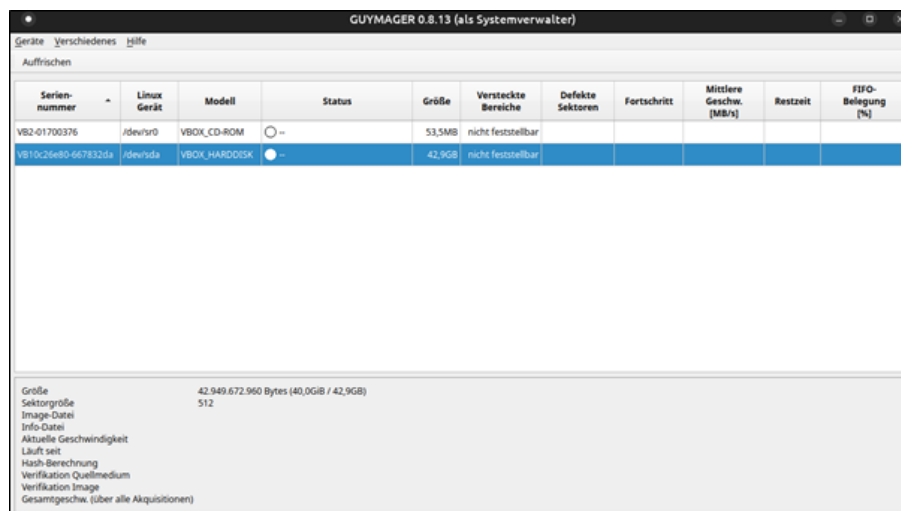 GUYMAGER 0.8.13 (als Systemverwalter)
Geräte Verschiedenes Hilfe
Auffrischen
Serien-nummer Linux Gerät Modell Status Größe Versteckte Bereiche Defekte Sektoren Fortschritt Mittlere Geschw. [MB/s] Restzeit FIFO-Belegung [%]
VB2-01700376 /dev/sr0 VBOX_CD-ROM -- 53,5MB nicht feststellbar
VB10c26e80-667832da /dev/sda VBOX_HARDDISK -- 42,9GB nicht feststellbar
Größe 42.949.672.960 Bytes (40,0GiB / 42,9GB)
Sektorgröße 512
Image-Datei
Info-Datei
Aktuelle Geschwindigkeit
Läuft seit
Hash-Berechnung
Verifikation Quellmedium
Verifikation Image
Gesamtgeschw. (über alle Akquisitionen)